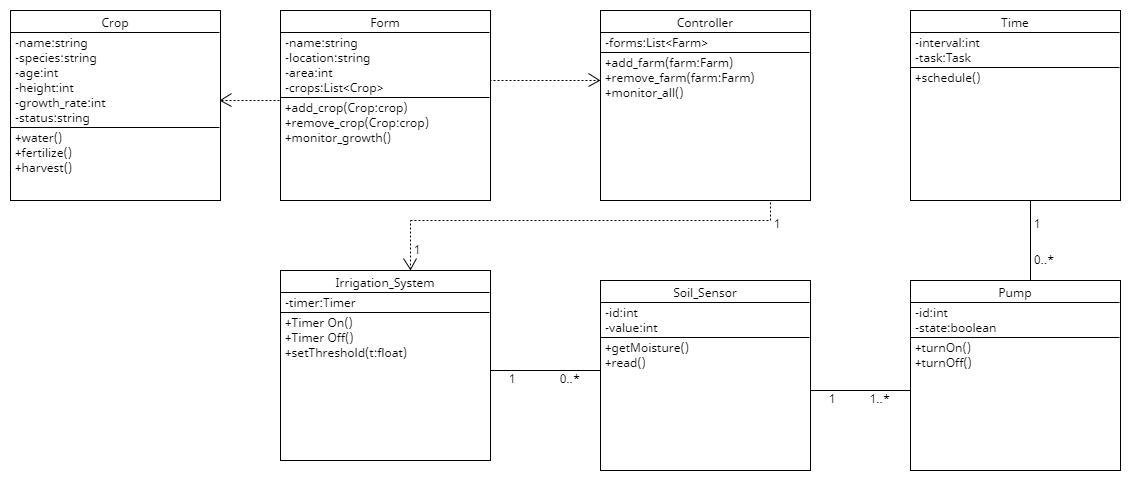 Crop
-name:string
-species:string
-age:int
-height:int
-growth_rate:int
-status:string
+water()
+fertilize()
+harvest()
Form
-name:string
-location:string
-area:int
-crops:List<Crop>
+add_crop(Crop:crop)
+remove_crop(Crop:crop)
+monitor_growth()
Controller
-forms:List<Farm>
+add_farm(farm:Farm)
+remove_farm(farm:Farm)
+monitor_all()
Time
-interval:int
-task:Task
+schedule()
1
1
1
0..*
Irrigation_System
-timer:Timer
+Timer On()
+Timer Off()
+setThreshold(t:float)
1
0..*
Soil_Sensor
-id:int
-value:int
+getMoisture()
+read()
1
1..*
Pump
-id:int
-state:boolean
+turnOn()
+turnOff()